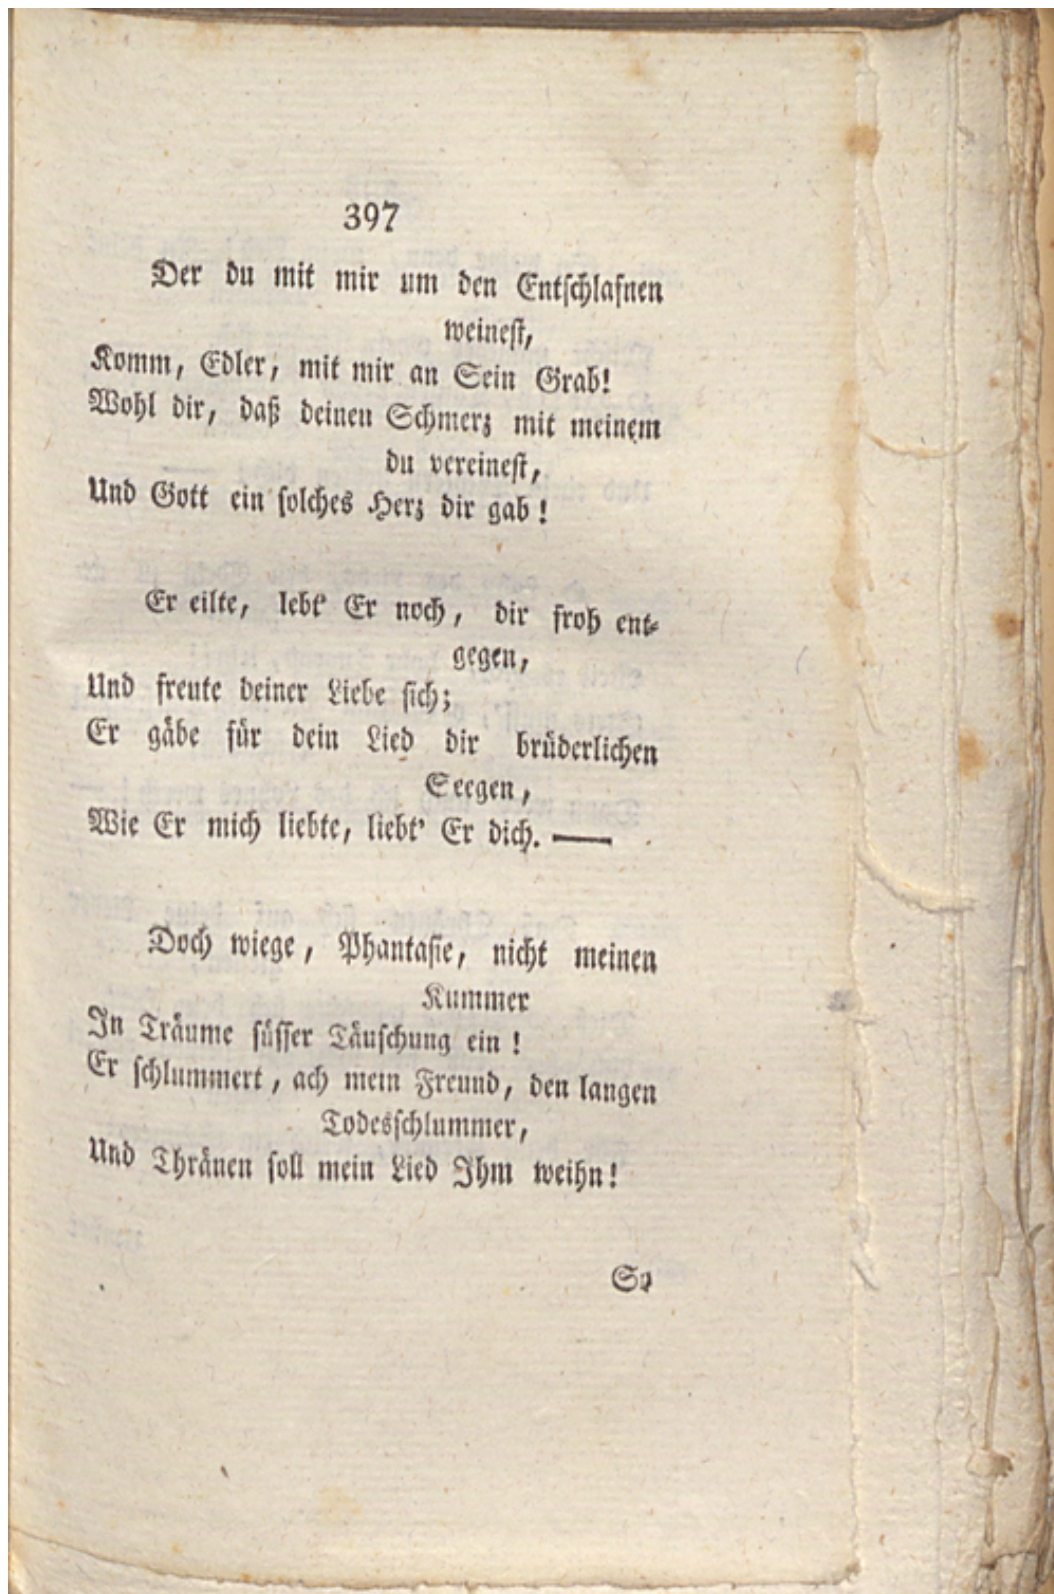 397
Der du mit mir um den Entschlafnen
weinest,
Komm, Edler, mit mir an Sein Grab!
Wohl dir, daß deinen Schmerz mit meinem
du vereinest,
Und Gott ein solches Herz dir gab!
Er eilte, lebt' Er noch, dir froh ent-
gegen,
Und freute deiner Liebe sich;
Er gäbe für dein Lied dir brüderlichen
Seegen,
Wie Er mich liebte, liebt' Er dich. —
Doch wiege, Phantasie, nicht meinen
Kummer
In Träume süsser Täuschung ein!
Er schlummert, ach mein Freund, den langen
Todesschlummer,
Und Thränen soll mein Lied Ihm weihn!
So